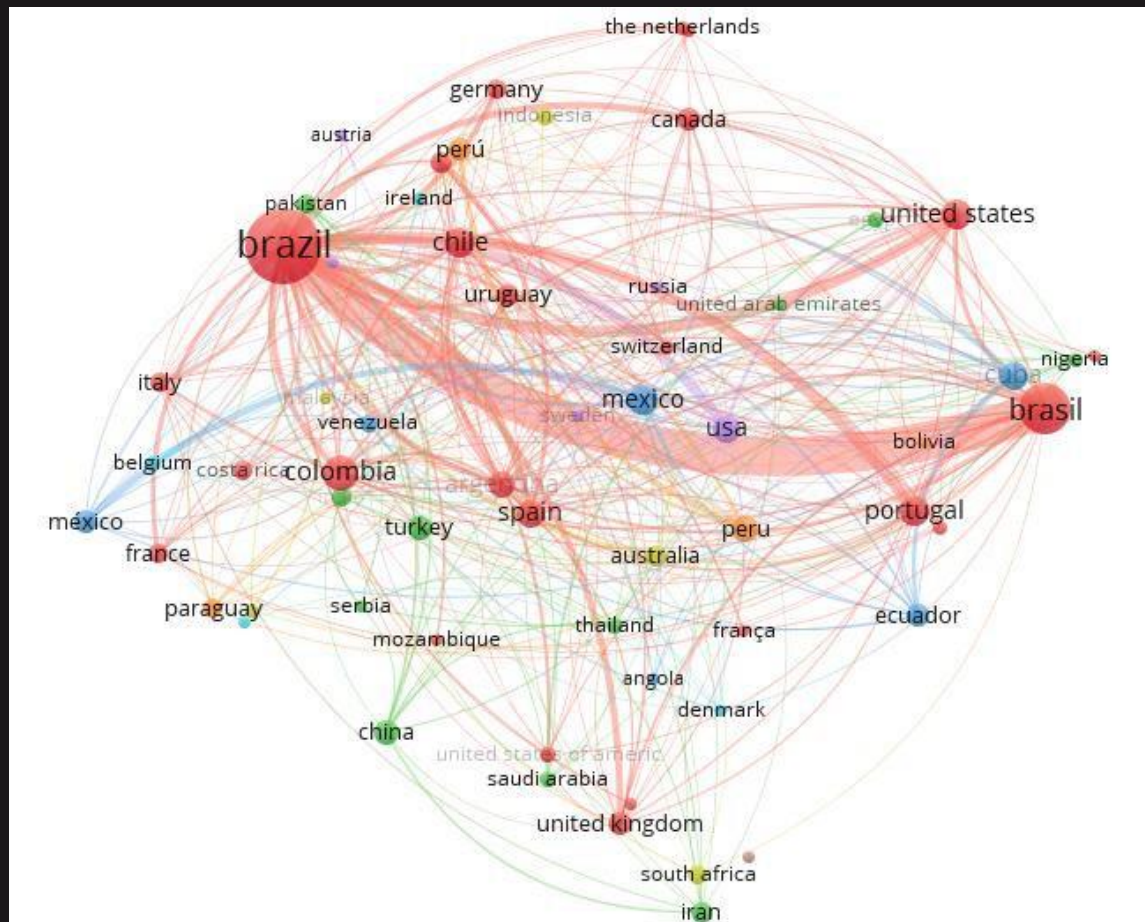 the netherlands
germany
indonesia
canada
austria
perú
ireland
pakistan
united states
brazil
chile
russia
uruguay
united arab emirates
switzerland
nigeria
cuba
italy
malaysia
mexico
brasil
sweden
venezuela
usa
bolivia
belgium
costa rica
colombia
argentina
spain
portugal
méxico
turkey
peru
france
australia
paraguay
serbia
thailand
frança
ecuador
mozambique
angola
denmark
china
united states of americ.
saudi arabia
united kingdom
south africa
iran